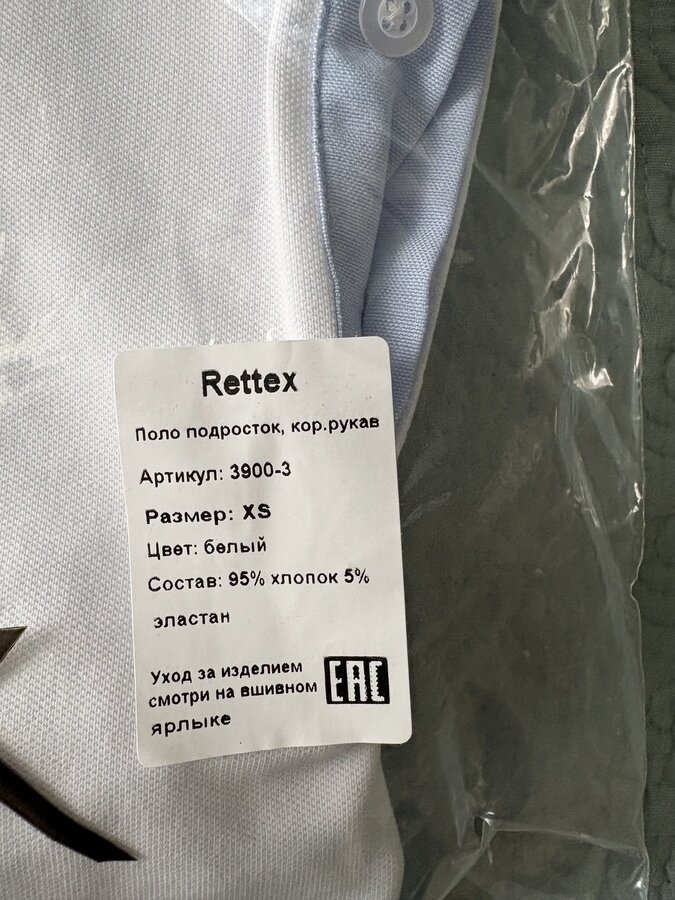 Rettex
Поло подросток, кор.рукав
Артикул: 3900-3
Размер: XS
Цвет: белый
Состав: 95% хлопок 5%
эластан
Уход за изделием
смотри на вшивном
ярлыке
EAC